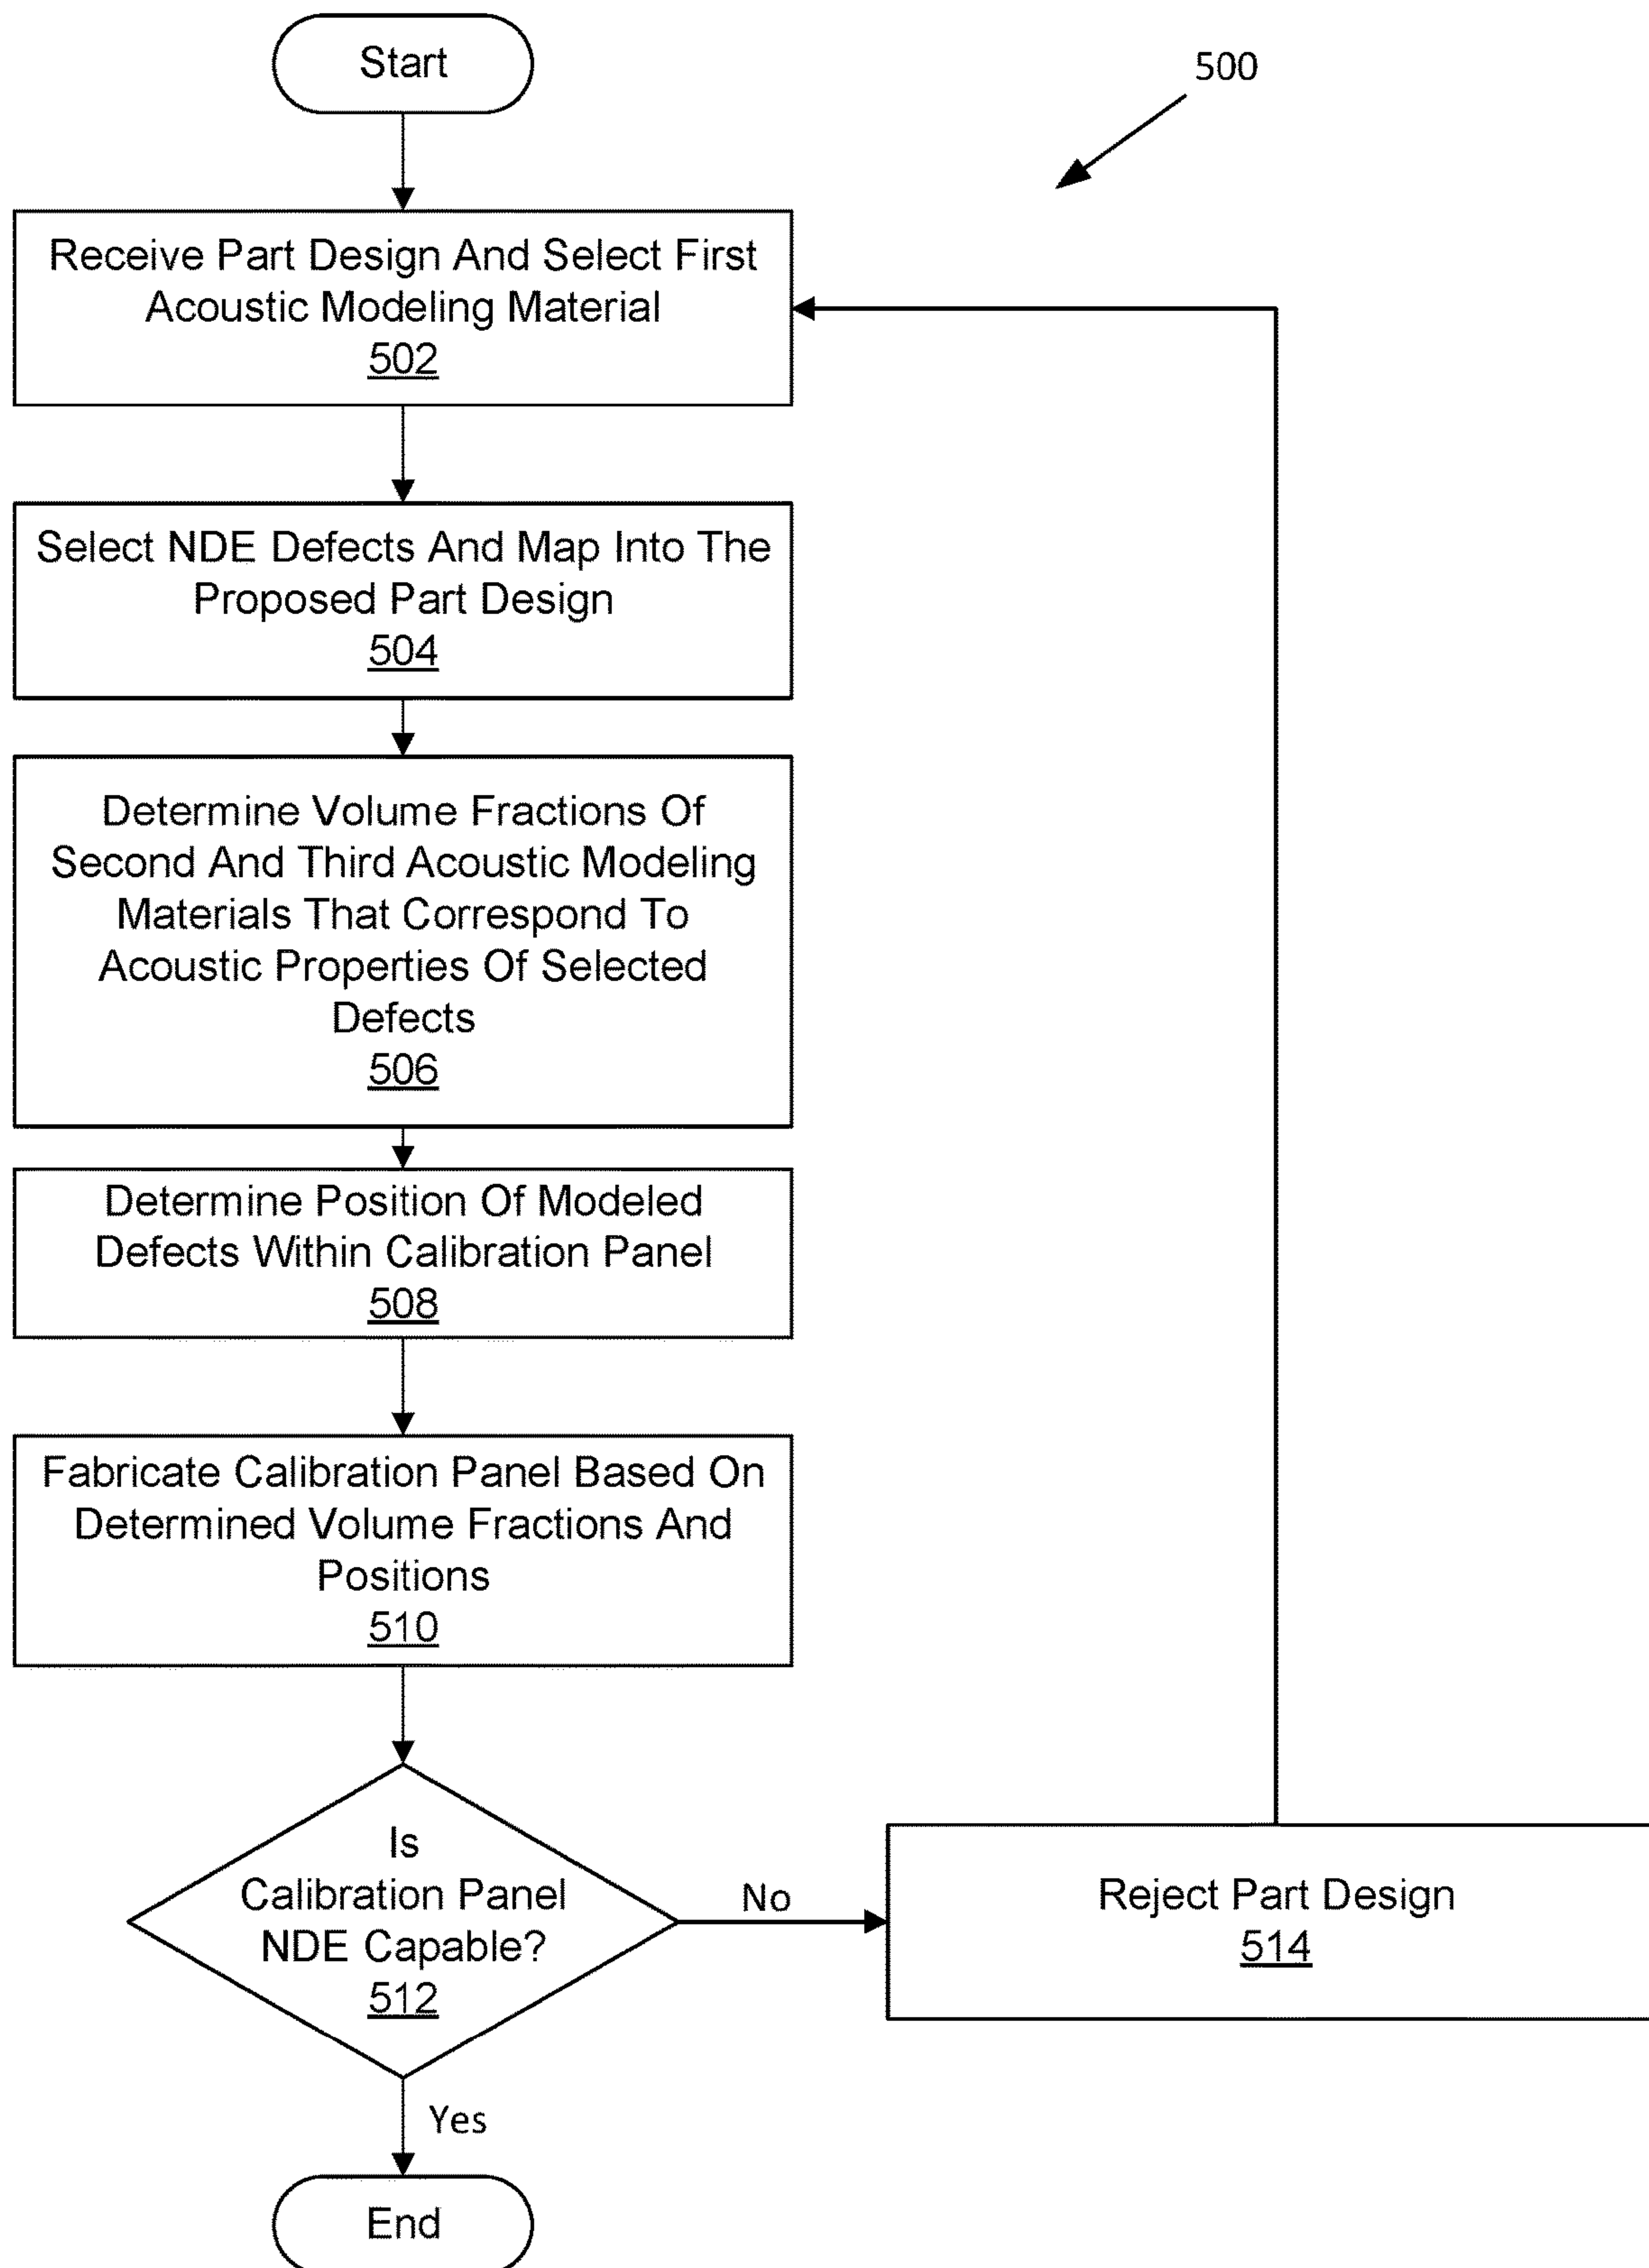 Start
500
Receive Part Design And Select First
Acoustic Modeling Material
502
Select NDE Defects And Map Into The
Proposed Part Design
504
Determine Volume Fractions Of
Second And Third Acoustic Modeling
Materials That Correspond To
Acoustic Properties Of Selected
Defects
506
Determine Position Of Modeled
Defects Within Calibration Panel
508
Fabricate Calibration Panel Based On
Determined Volume Fractions And
Positions
510
Is
Calibration Panel
NDE Capable?
512
No
Reject Part Design
514
Yes
End